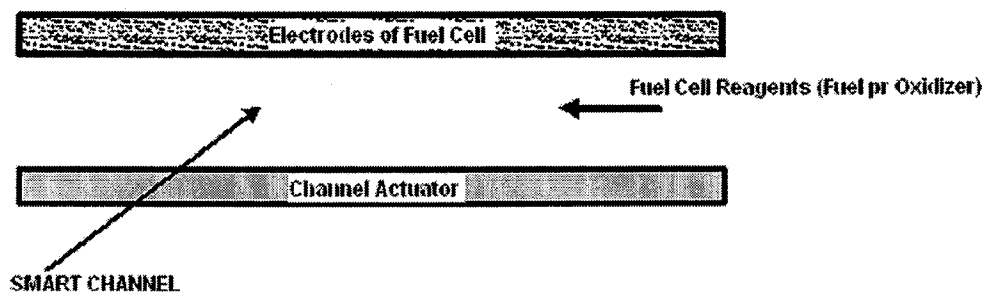 Electrodes of Fuel Cell
Fuel Cell Reagents (Fuel pr Oxidizer)
Channel Actuator
SMART CHANNEL